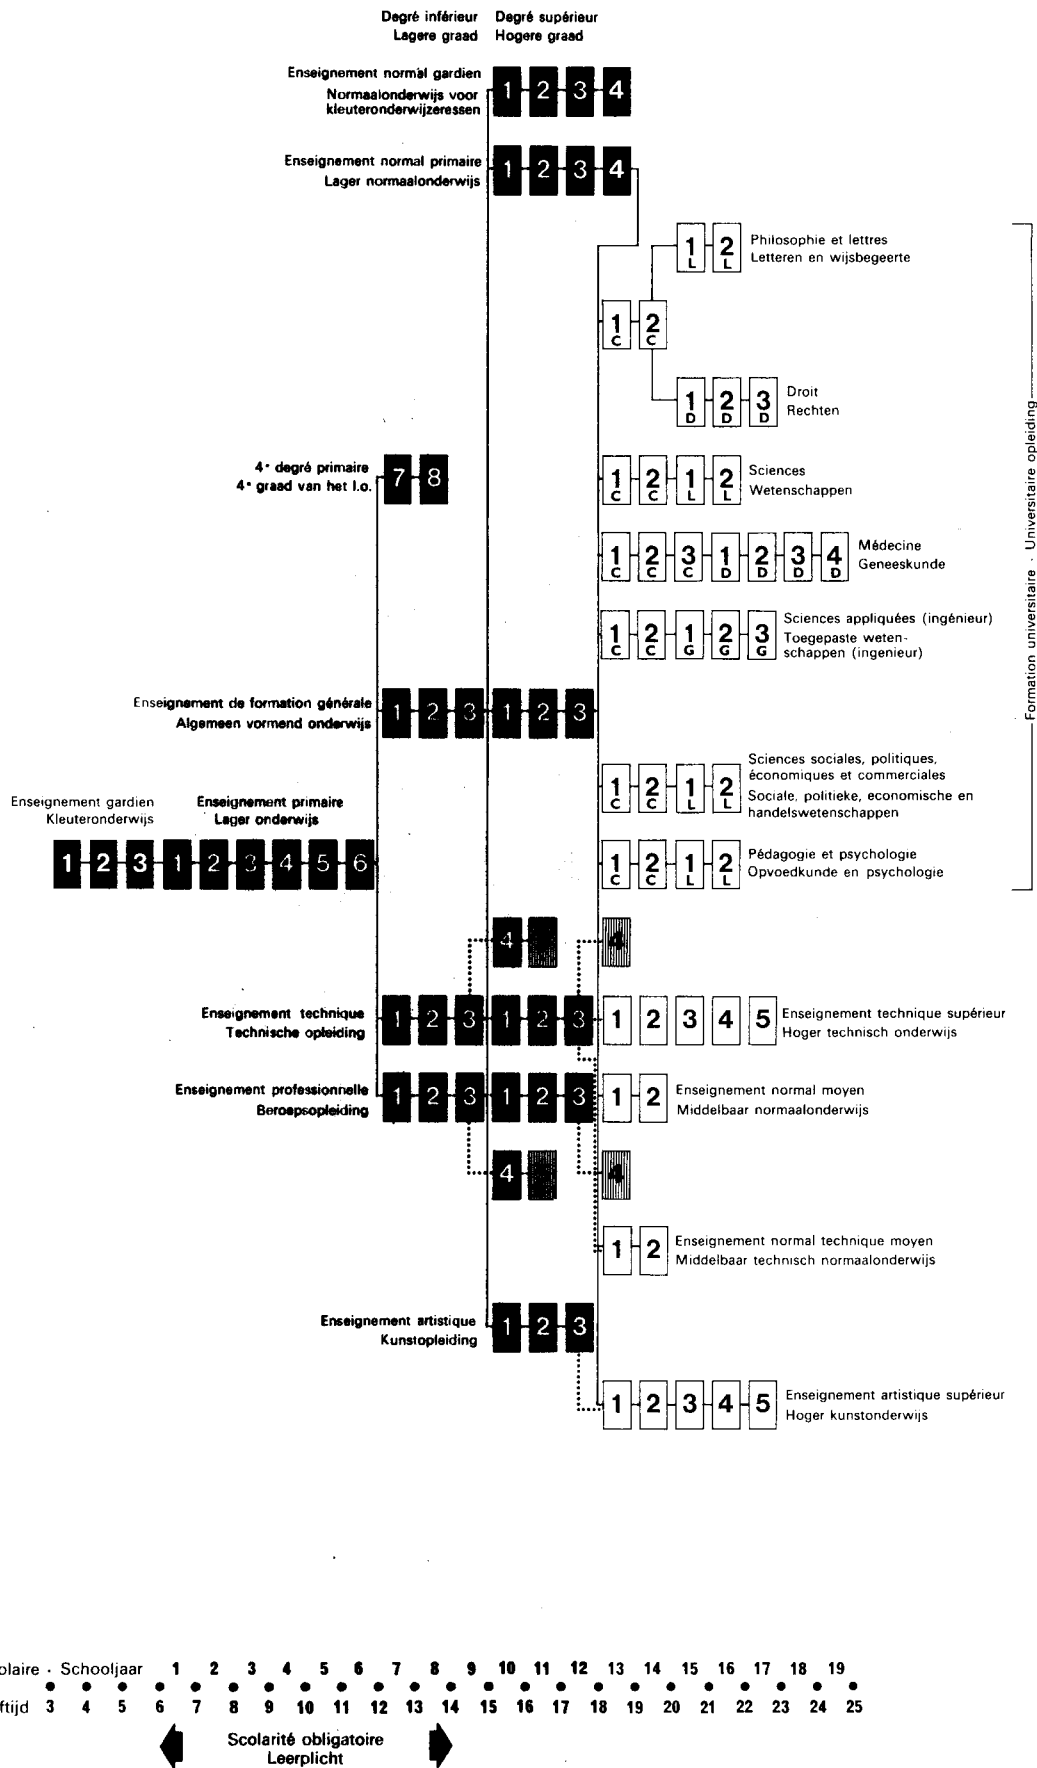 Degré inférieur Degré supérieur
Lagere graad Hogere graad
Enseignement normal gardien
Normaalonderwijs voor
kleuteronderwijzeressen
1 2 3 4
Enseignement normal primaire
Lager normaalonderwijs
1 2 3 4
1 L 2 L
Philosophie et lettres
Letteren en wijsbegeerte
1 C 2 C
1 D 2 D 3 D
Droit
Rechten
4e degré primaire
4e graad van het l.o.
7 8
1 C 2 C 1 L 2 L
Sciences
Wetenschappen
1 C 2 C 3 C 1 D 2 D 3 D 4 D
Médecine
Geneeskunde
1 C 2 C 1 G 2 G 3 G
Sciences appliquées (ingénieur)
Toegepaste weten-
schappen (ingenieur)
Formation universitaire · Universitaire opleiding
Enseignement de formation générale
Algemeen vormend onderwijs
1 2 3 1 2 3
1 C 2 C 1 L 2 L
Sciences sociales, politiques,
économiques et commerciales
Sociale, politieke, economische en
handelswetenschappen
Enseignement gardien
Kleuteronderwijs
Enseignement primaire
Lager onderwijs
1 2 3 1 2 3 4 5 6
1 C 2 C 1 L 2 L
Pédagogie et psychologie
Opvoedkunde en psychologie
4 4
Enseignement technique
Technische opleiding
1 2 3 1 2 3
1 2 3 4 5
Enseignement technique supérieur
Hoger technisch onderwijs
Enseignement professionnelle
Beroepsopleiding
1 2 3 1 2 3
1 2
Enseignement normal moyen
Middelbaar normaalonderwijs
4 4
1 2
Enseignement normal technique moyen
Middelbaar technisch normaalonderwijs
Enseignement artistique
Kunstopleiding
1 2 3
1 2 3 4 5
Enseignement artistique supérieur
Hoger kunstonderwijs
olaire · Schooljaar 1 2 3 4 5 6 7 8 9 10 11 12 13 14 15 16 17 18 19
ftijd 3 4 5 6 7 8 9 10 11 12 13 14 15 16 17 18 19 20 21 22 23 24 25
Scolarité obligatoire
Leerplicht